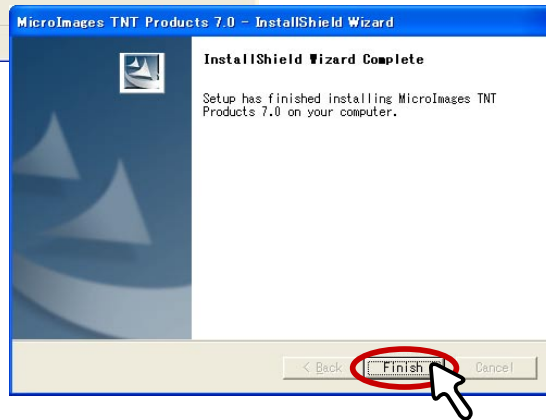 MicroImages TNT Products 7.0 - InstallShield Wizard
InstallShield Wizard Complete
Setup has finished installing MicroImages TNT
Products 7.0 on your computer.
< Back
Finish
Cancel